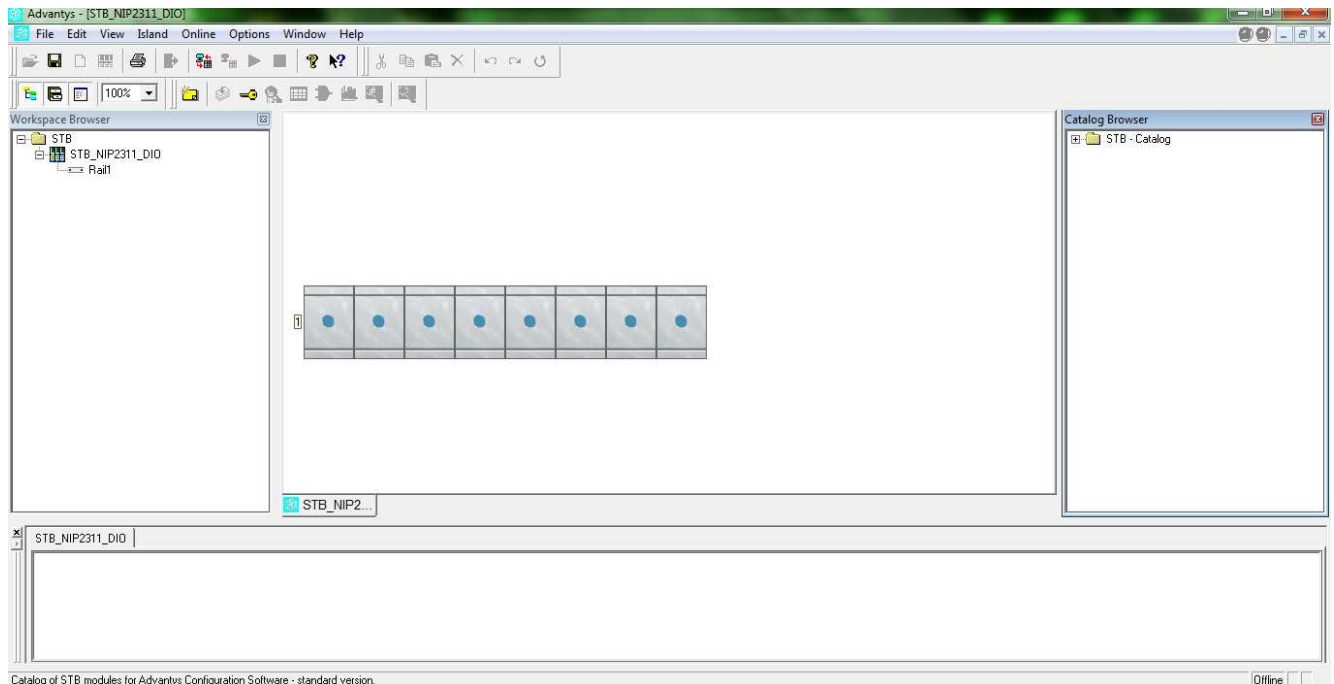 Advantys - [STB_NIP2311_DIO]
File Edit View Island Online Options Window Help
100%
Workspace Browser
STB
STB_NIP2311_DIO
Rail1
1
STB_NIP2...
Catalog Browser
STB - Catalog
STB_NIP2311_DIO
Catalog of STB modules for Advantys Configuration Software - standard version.
Offline